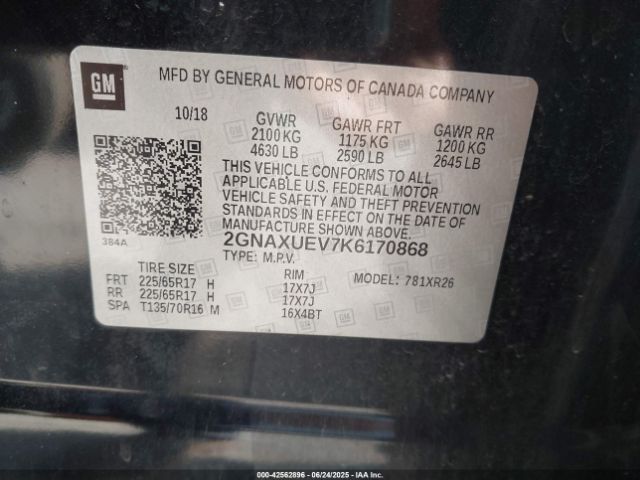 GM
MFD BY GENERAL MOTORS OF CANADA COMPANY
10/18 GVWR GAWR FRT GAWR RR
2100 KG 1175 KG 1200 KG
4630 LB 2590 LB 2645 LB
THIS VEHICLE CONFORMS TO ALL
APPLICABLE U.S. FEDERAL MOTOR
VEHICLE SAFETY AND THEFT PREVENTION
STANDARDS IN EFFECT ON THE DATE OF
MANUFACTURE SHOWN ABOVE.
384A
2GNAXUEV7K6170868
TYPE: M.P.V.
TIRE SIZE RIM MODEL: 781XR26
FRT 225/65R17 H 17X7J
RR 225/65R17 H 17X7J
SPA T135/70R16 M 16X4BT
000-42562896 - 06/24/2025 - IAAI.COM